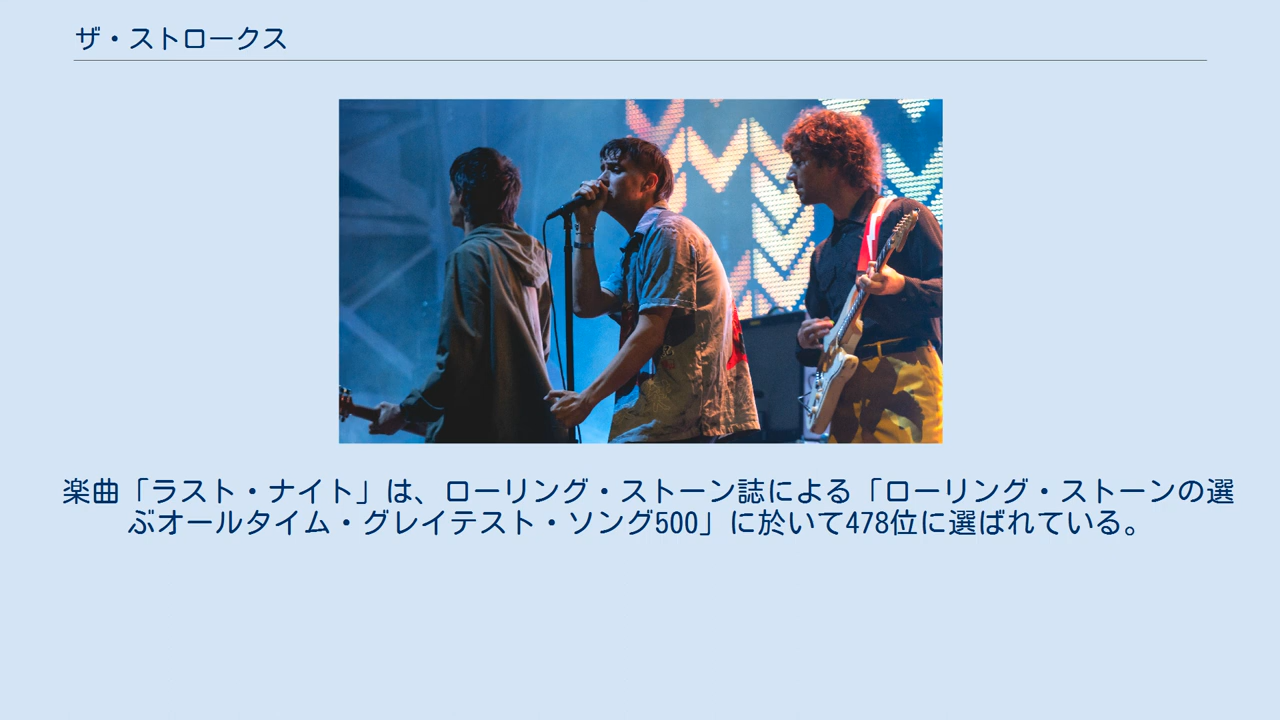 ザ・ストロークス
楽曲「ラスト・ナイト」は、ローリング・ストーン誌による「ローリング・ストーンの選
ぶオールタイム・グレイテスト・ソング500」に於いて478位に選ばれている。